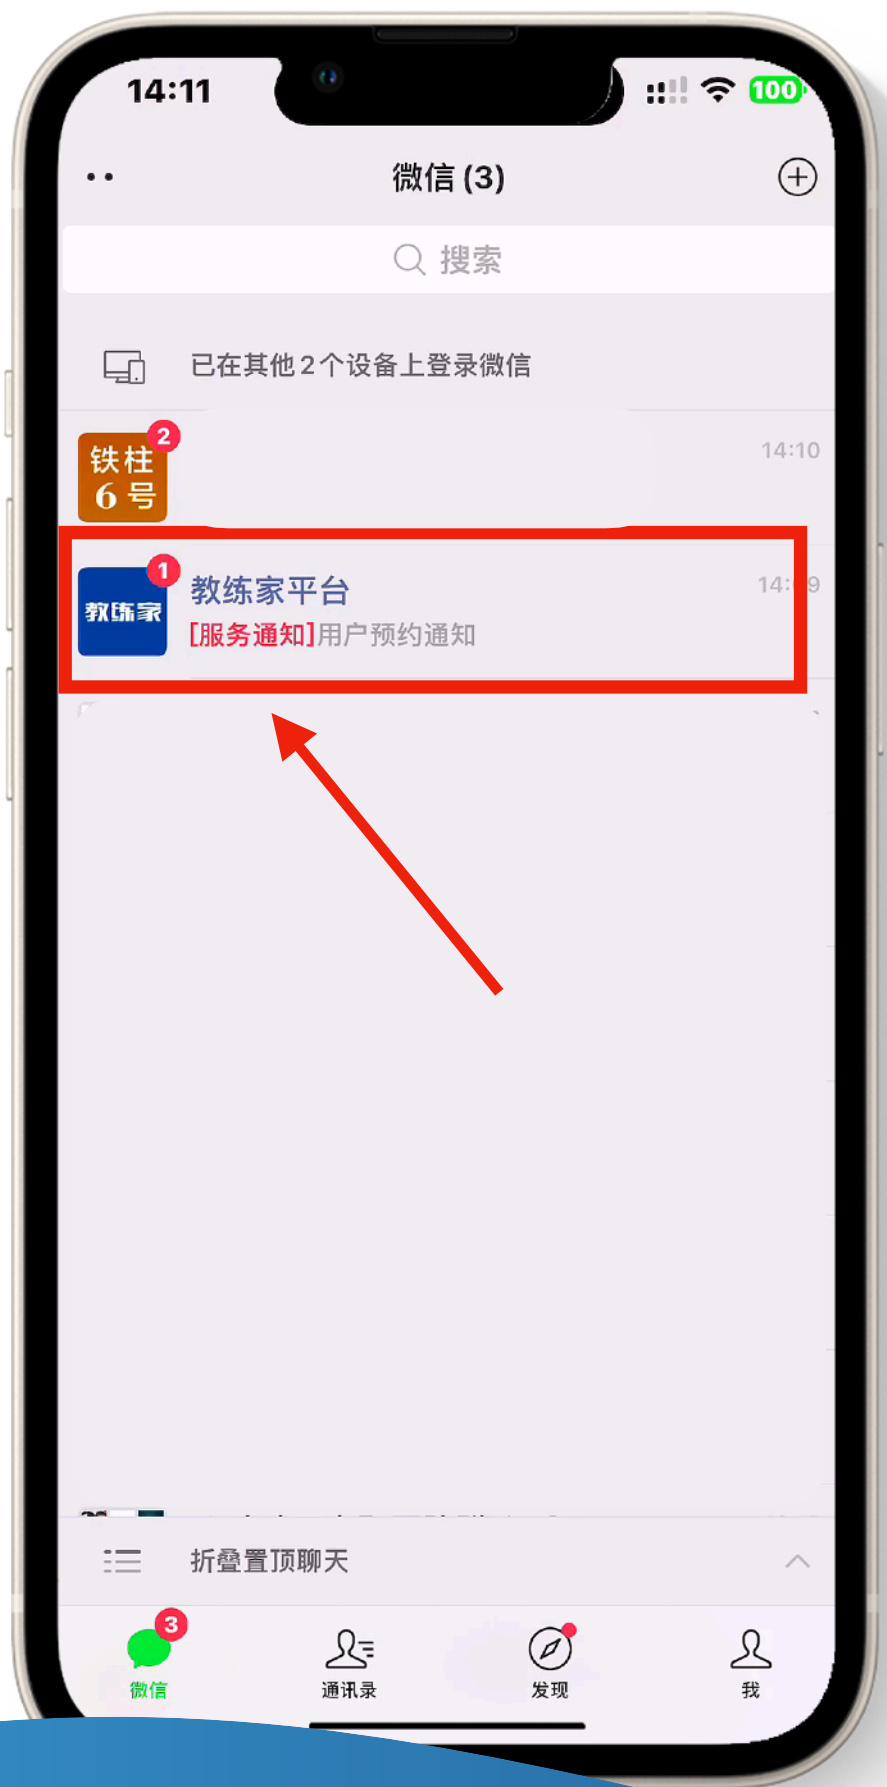 14:11
100
微信 (3)
搜索
已在其他2个设备上登录微信
2
铁柱
6号
14:10
1
教练家
教练家平台
[服务通知]用户预约通知
折叠置顶聊天
3
微信
通讯录
发现
我